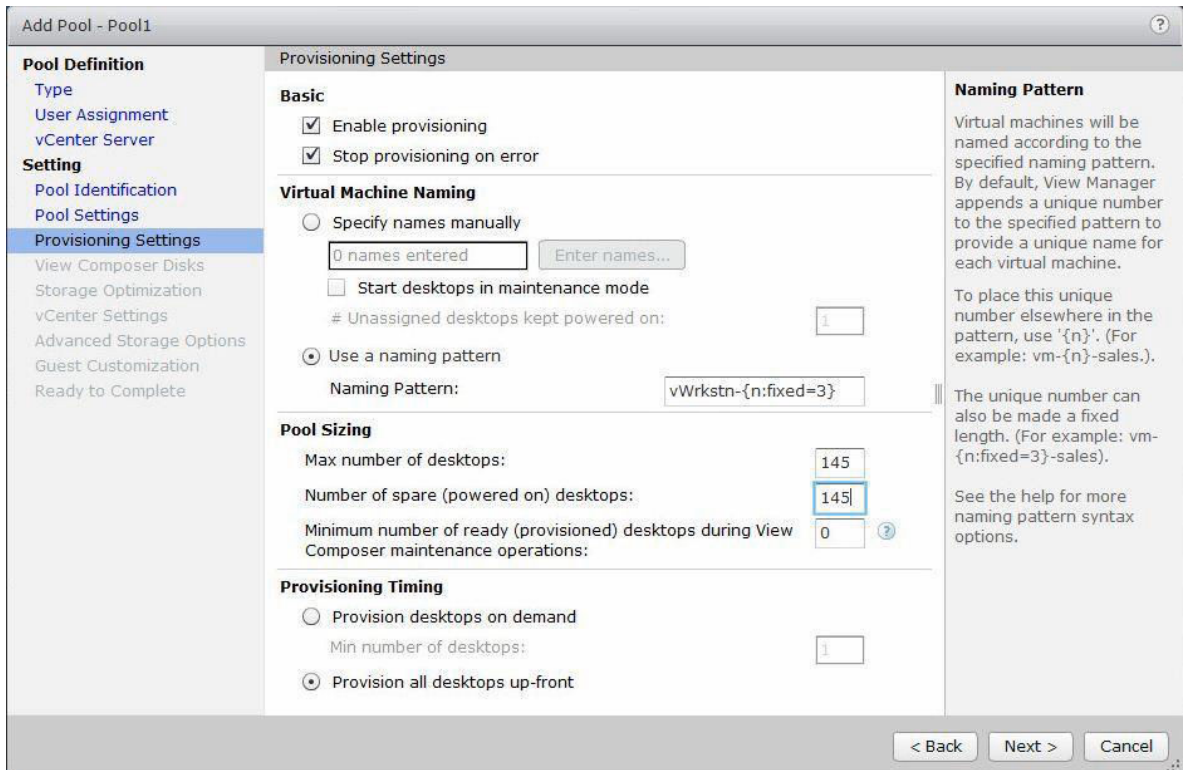 Add Pool - Pool1
?
Pool Definition
Type
User Assignment
vCenter Server
Setting
Pool Identification
Pool Settings
Provisioning Settings
View Composer Disks
Storage Optimization
vCenter Settings
Advanced Storage Options
Guest Customization
Ready to Complete
Provisioning Settings
Basic
Enable provisioning
Stop provisioning on error
Virtual Machine Naming
Specify names manually
0 names entered
Enter names...
Start desktops in maintenance mode
# Unassigned desktops kept powered on: 1
Use a naming pattern
Naming Pattern: vWrkstn-{n:fixed=3}
Pool Sizing
Max number of desktops: 145
Number of spare (powered on) desktops: 145
Minimum number of ready (provisioned) desktops during View 0 ?
Composer maintenance operations:
Provisioning Timing
Provision desktops on demand
Min number of desktops: 1
Provision all desktops up-front
Naming Pattern
Virtual machines will be
named according to the
specified naming pattern.
By default, View Manager
appends a unique number
to the specified pattern to
provide a unique name for
each virtual machine.
To place this unique
number elsewhere in the
pattern, use '{n}'. (For
example: vm-{n}-sales.).
The unique number can
also be made a fixed
length. (For example: vm-
{n:fixed=3}-sales).
See the help for more
naming pattern syntax
options.
< Back
Next >
Cancel